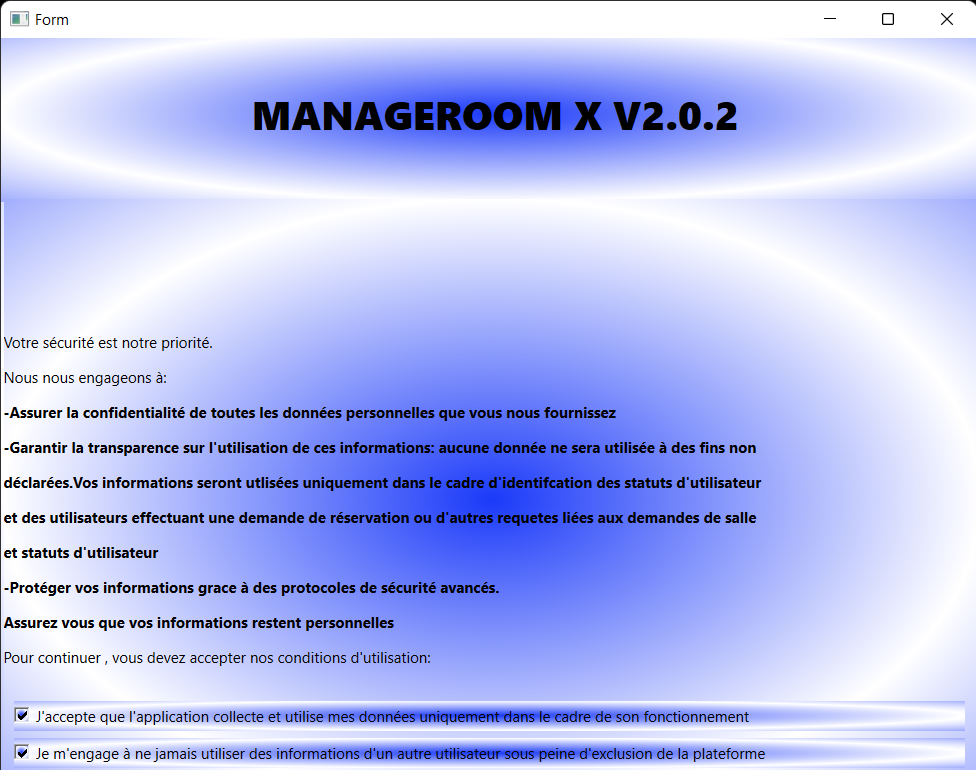 Form
MANAGEROOM X V2.0.2
Votre sécurité est notre priorité.
Nous nous engageons à:
-Assurer la confidentialité de toutes les données personnelles que vous nous fournissez
-Garantir la transparence sur l'utilisation de ces informations: aucune donnée ne sera utilisée à des fins non
déclarées.Vos informations seront utlisées uniquement dans le cadre d'identifcation des statuts d'utilisateur
et des utilisateurs effectuant une demande de réservation ou d'autres requetes liées aux demandes de salle
et statuts d'utilisateur
-Protéger vos informations grace à des protocoles de sécurité avancés.
Assurez vous que vos informations restent personnelles
Pour continuer , vous devez accepter nos conditions d'utilisation:
J'accepte que l'application collecte et utilise mes données uniquement dans le cadre de son fonctionnement
Je m'engage à ne jamais utiliser des informations d'un autre utilisateur sous peine d'exclusion de la plateforme